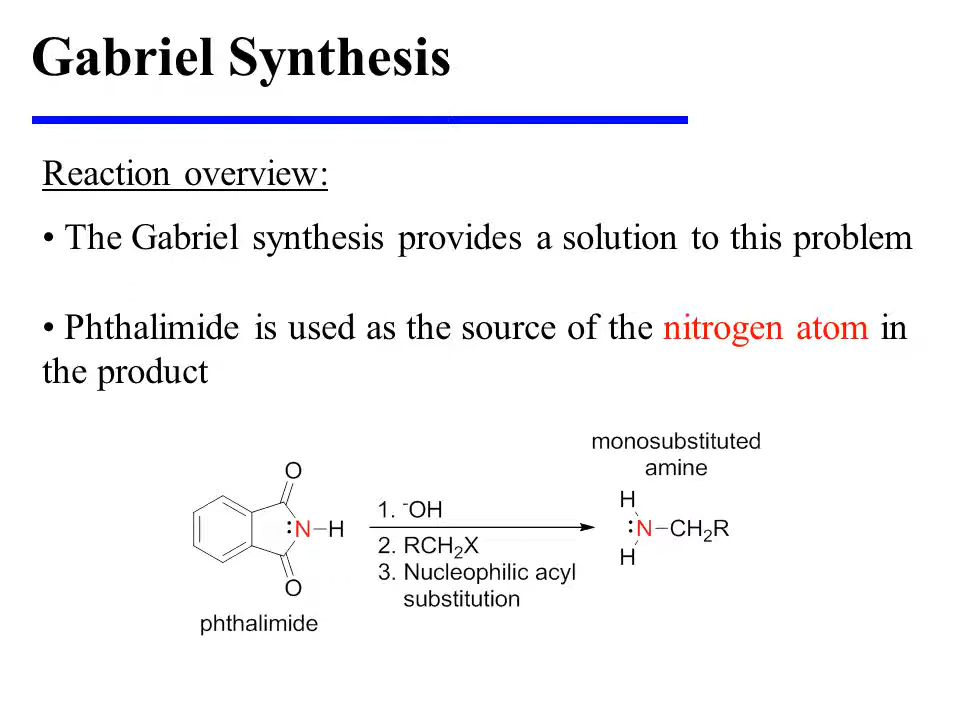 Gabriel Synthesis
Reaction overview:
• The Gabriel synthesis provides a solution to this problem
• Phthalimide is used as the source of the nitrogen atom in
the product
monosubstituted
amine
O
:N-H
O
phthalimide
1. ⁻OH
2. RCH₂X
3. Nucleophilic acyl
substitution
H
:N-CH₂R
H